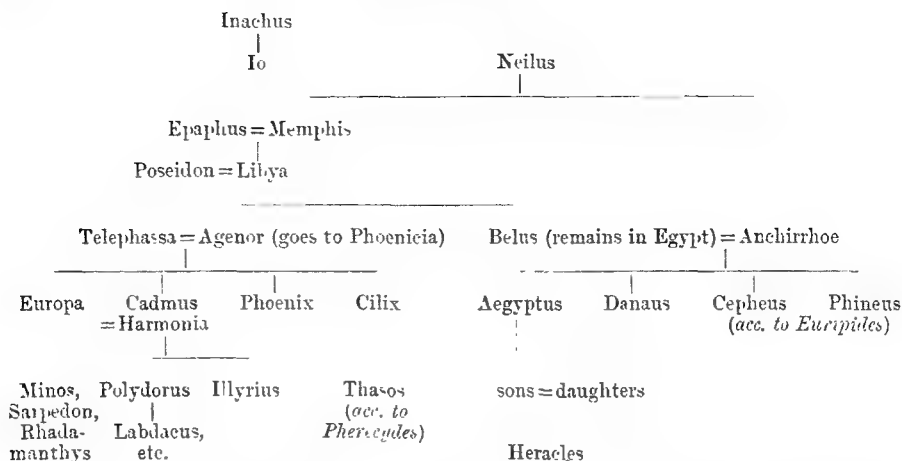 Inachus
Io Neilus
Epaphus = Memphis
Poseidon = Libya
Telephassa = Agenor (goes to Phoenicia) Belus (remains in Egypt) = Anchirrhoe
Europa Cadmus Phoenix Cilix Aegyptus Danaus Cepheus Phineus
= Harmonia (acc. to Euripides)
Minos, Polydorus Illyrius Thasos sons = daughters
Sarpedon, (acc. to
Rhada- Labdacus, Pherecydes)
manthys etc. Heracles